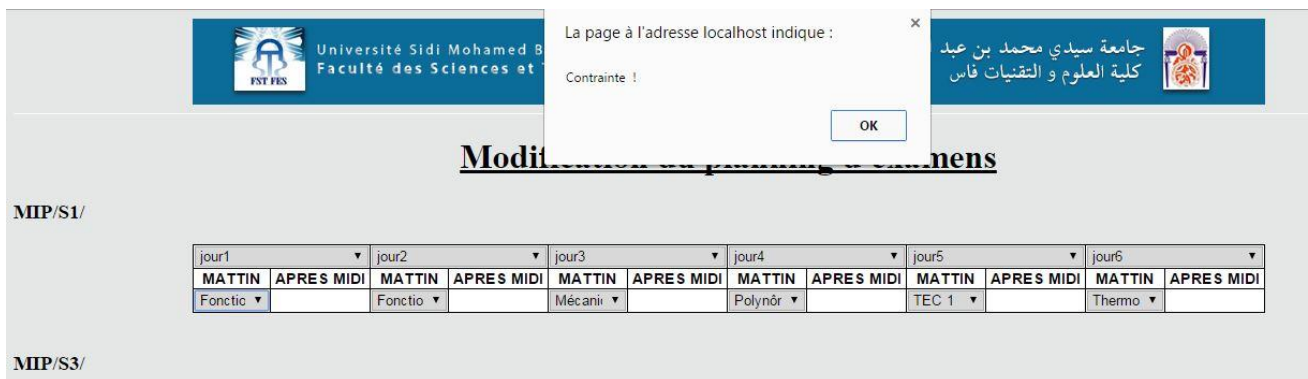 La page à l'adresse localhost indique :
×
Contrainte !
OK
FST FES
Université Sidi Mohamed B
Faculté des Sciences et
جامعة سيدي محمد بن عبد
كلية العلوم و التقنيات فاس
Modification du planning d'examens
MIP/S1/
jour1 jour2 jour3 jour4 jour5 jour6
MATTIN APRES MIDI MATTIN APRES MIDI MATTIN APRES MIDI MATTIN APRES MIDI MATTIN APRES MIDI MATTIN APRES MIDI
Fonctic Fonctio Mécani Polynôr TEC 1 Thermo
MIP/S3/